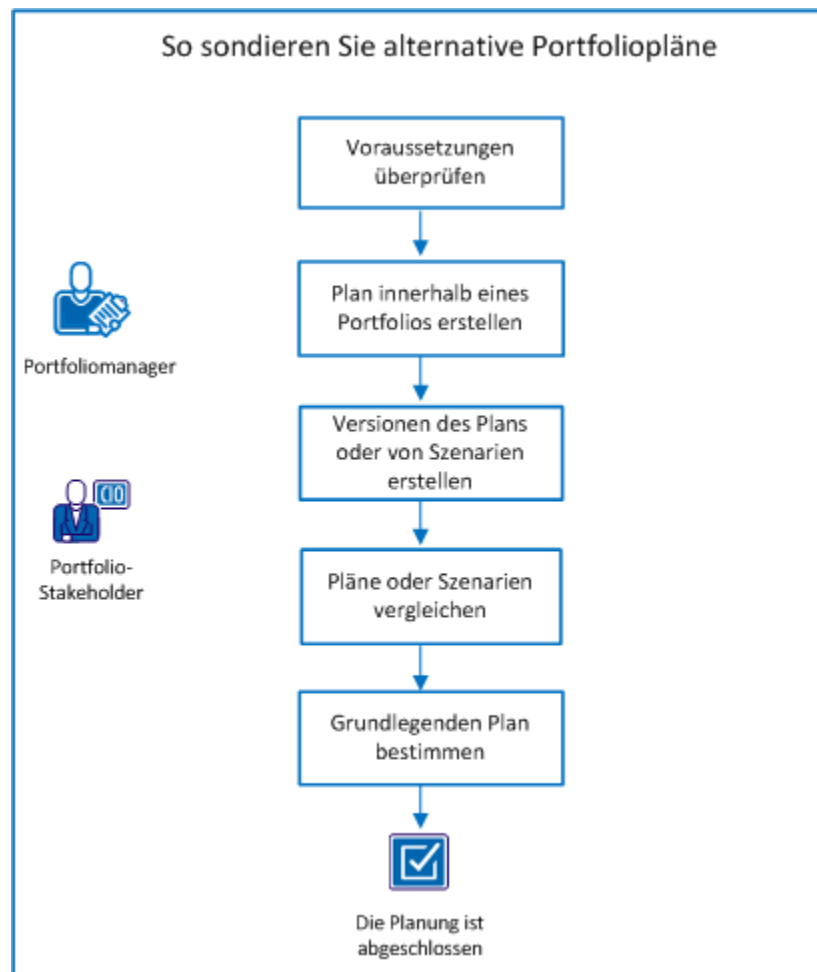 So sondieren Sie alternative Portfoliopläne
Voraussetzungen
überprüfen
Plan innerhalb eines
Portfolios erstellen
Portfoliomanager
Versionen des Plans
oder von Szenarien
erstellen
CIO
Portfolio-
Stakeholder
Pläne oder Szenarien
vergleichen
Grundlegenden Plan
bestimmen
Die Planung ist
abgeschlossen